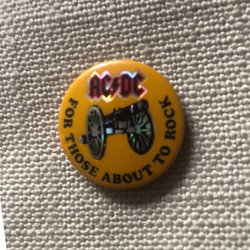 AC⚡DC
FOR THOSE ABOUT TO ROCK